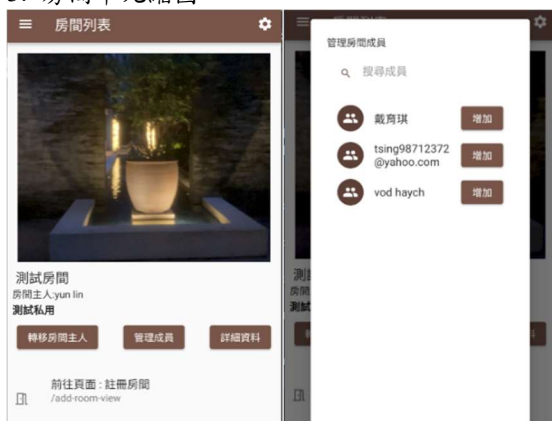 房間列表
測試房間
房間主人:yun lin
測試私用
轉移房間主人
管理成員
詳細資料
前往頁面 : 註冊房間
/add-room-view
管理房間成員
搜尋成員
戴育琪
增加
tsing98712372
@yahoo.com
增加
vod haych
增加